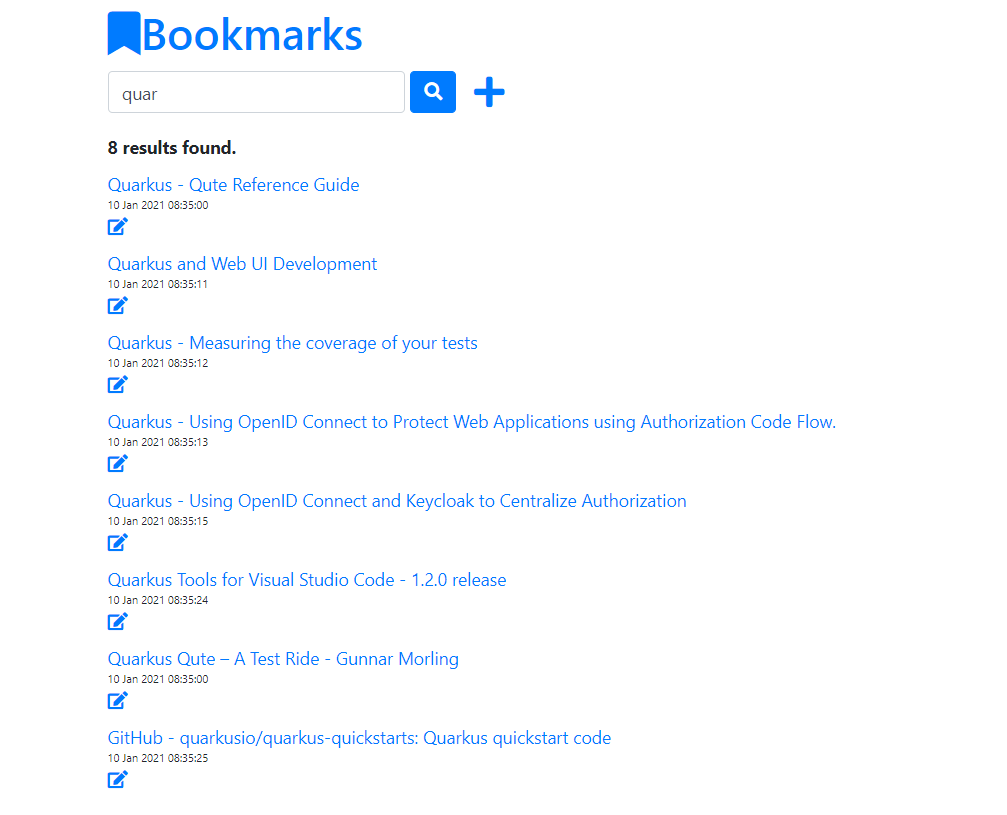 Bookmarks
quar
8 results found.
Quarkus - Qute Reference Guide
10 Jan 2021 08:35:00
Quarkus and Web UI Development
10 Jan 2021 08:35:11
Quarkus - Measuring the coverage of your tests
10 Jan 2021 08:35:12
Quarkus - Using OpenID Connect to Protect Web Applications using Authorization Code Flow.
10 Jan 2021 08:35:13
Quarkus - Using OpenID Connect and Keycloak to Centralize Authorization
10 Jan 2021 08:35:15
Quarkus Tools for Visual Studio Code - 1.2.0 release
10 Jan 2021 08:35:24
Quarkus Qute – A Test Ride - Gunnar Morling
10 Jan 2021 08:35:00
GitHub - quarkusio/quarkus-quickstarts: Quarkus quickstart code
10 Jan 2021 08:35:25